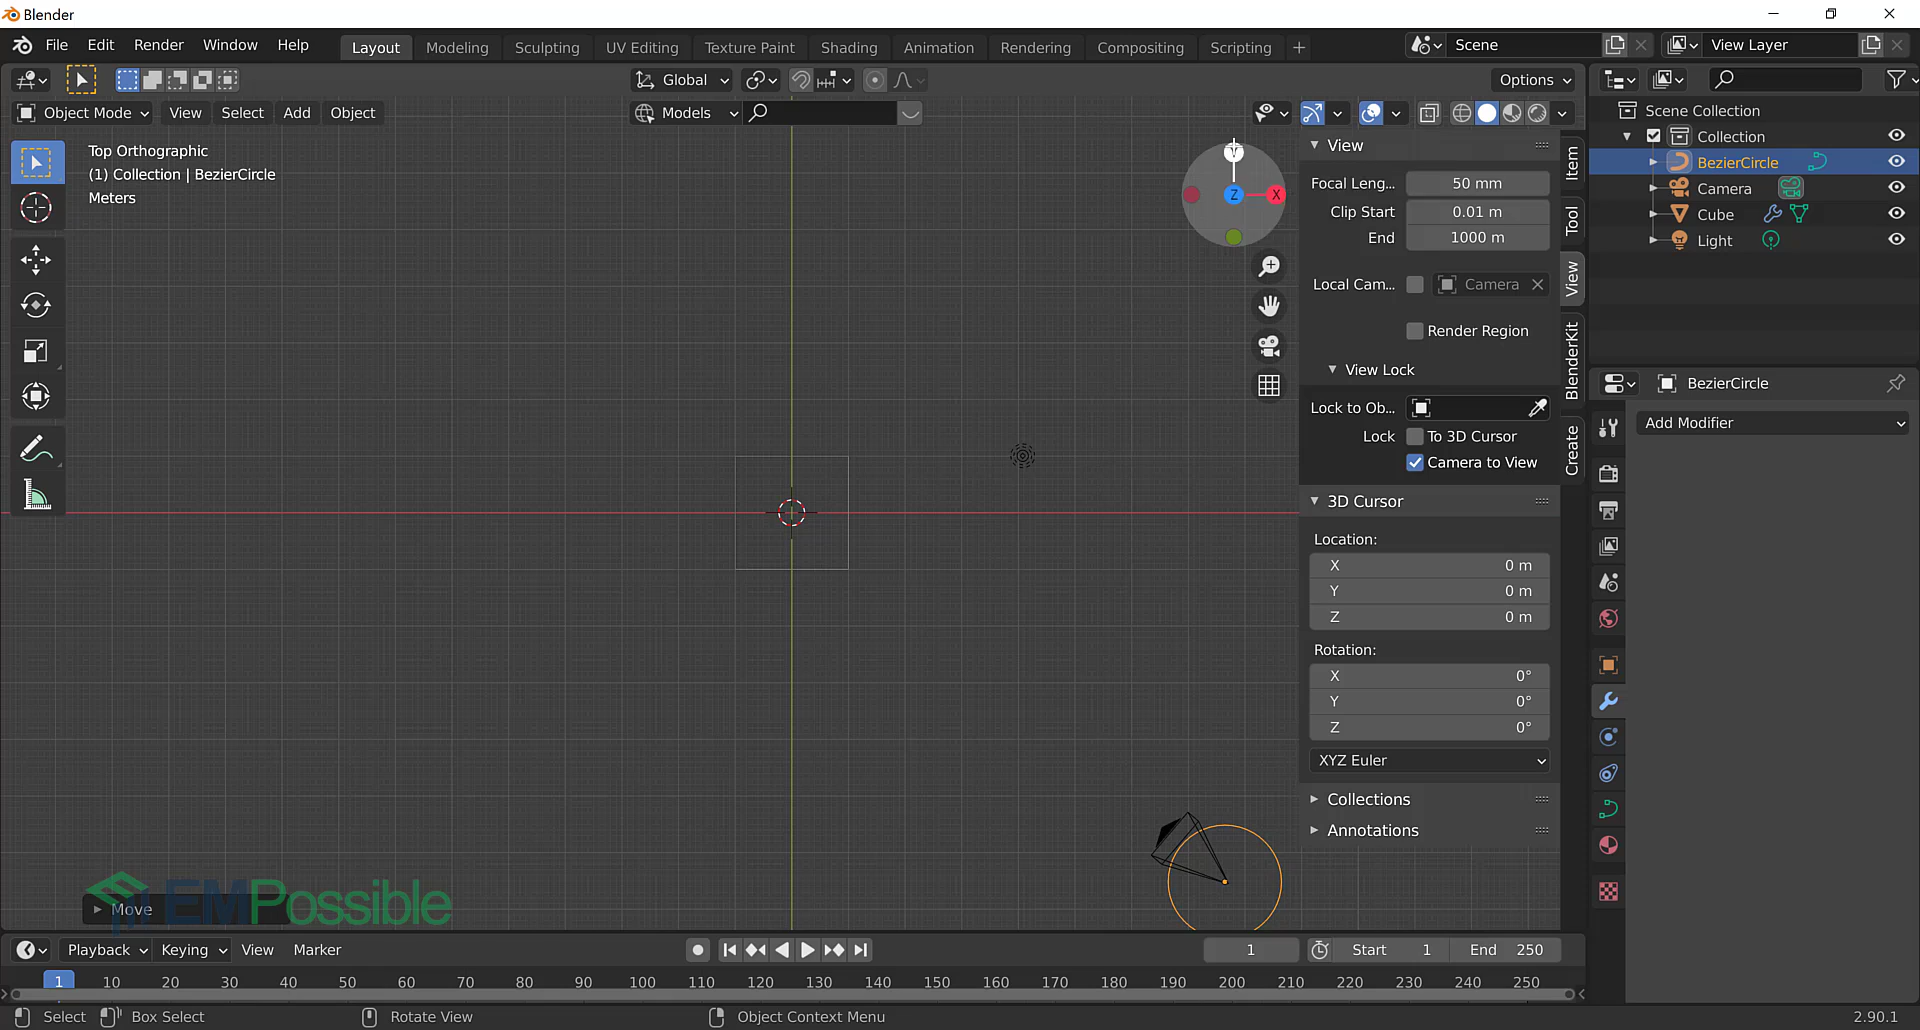 Blender
File Edit Render Window Help
Layout Modeling Sculpting UV Editing Texture Paint Shading Animation Rendering Compositing Scripting +
Scene
View Layer
Global
Options
Object Mode View Select Add Object
Models
Top Orthographic
(1) Collection | BezierCircle
Meters
Y
Z
X
View
Focal Leng... 50 mm
Clip Start 0.01 m
End 1000 m
Local Cam... Camera
Render Region
View Lock
Lock to Ob...
Lock To 3D Cursor
Camera to View
3D Cursor
Location:
X 0 m
Y 0 m
Z 0 m
Rotation:
X 0°
Y 0°
Z 0°
XYZ Euler
Collections
Annotations
Item
Tool
View
BlenderKit
Create
Scene Collection
Collection
BezierCircle
Camera
Cube
Light
BezierCircle
Add Modifier
Move
EMPossible
Playback Keying View Marker
1 Start 1 End 250
1 10 20 30 40 50 60 70 80 90 100 110 120 130 140 150 160 170 180 190 200 210 220 230 240 250
Select Box Select Rotate View Object Context Menu 2.90.1